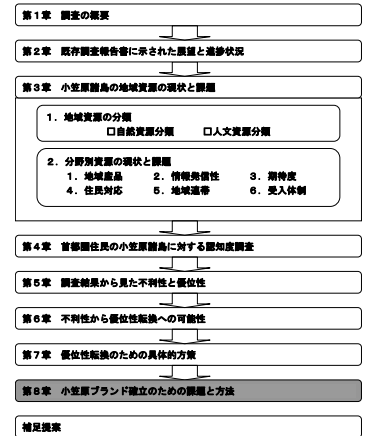 第1章 調査の概要
第2章 既存調査報告書に示された展望と進捗状況
第3章 小笠原諸島の地域資源の現状と課題
1．地域資源の分類
□自然資源分類 □人文資源分類
2．分野別資源の現状と課題
1．地域産品 2．情報発信性 3．期待度
4．住民対応 5．地域連帯 6．受入体制
第4章 首都圏住民の小笠原諸島に対する認知度調査
第5章 調査結果から見た不利性と優位性
第6章 不利性から優位性転換への可能性
第7章 優位性転換のための具体的方策
第8章 小笠原ブランド確立のための課題と方法
補足提案